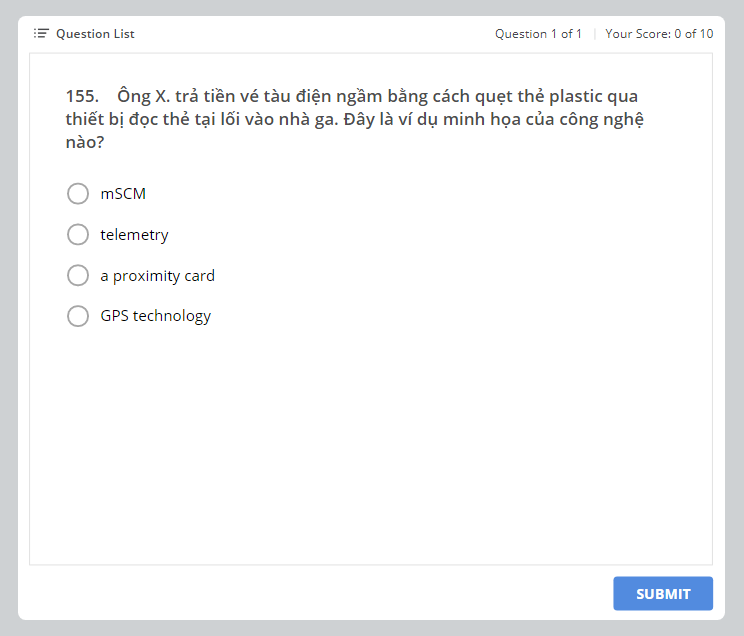 Question List
Question 1 of 1
Your Score: 0 of 10
155. Ông X. trả tiền vé tàu điện ngầm bằng cách quẹt thẻ plastic qua
thiết bị đọc thẻ tại lối vào nhà ga. Đây là ví dụ minh họa của công nghệ
nào?
mSCM
telemetry
a proximity card
GPS technology
SUBMIT